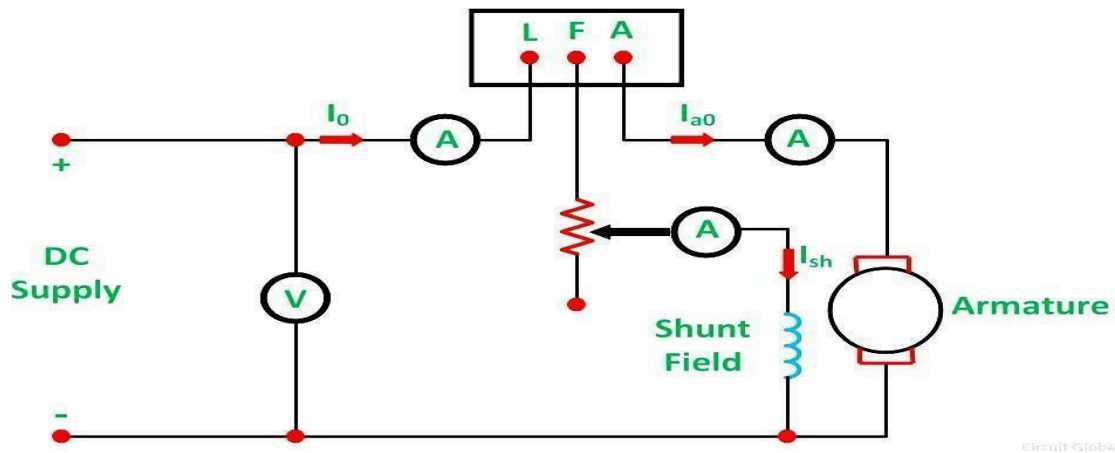 L F A
I₀
A
Iₐ₀
A
+
A
Iₛₕ
DC
Supply
V
Armature
Shunt
Field
-
Circuit Globe